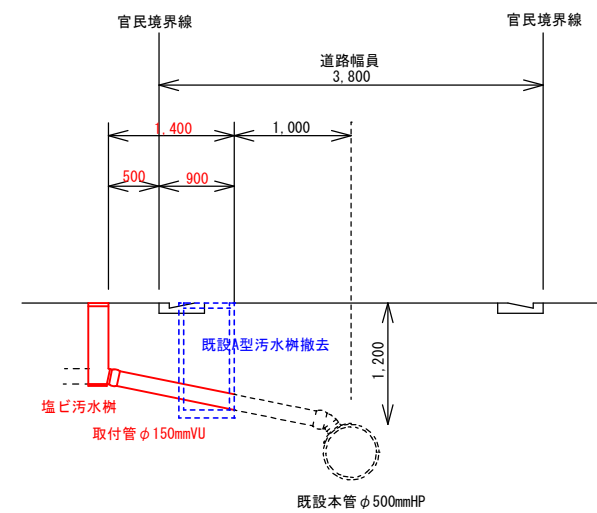 官民境界線
官民境界線
道路幅員
3,800
1,400
1,000
500
900
既設A型汚水桝撤去
1,200
塩ビ汚水桝
取付管φ150mmVU
既設本管φ500mmHP